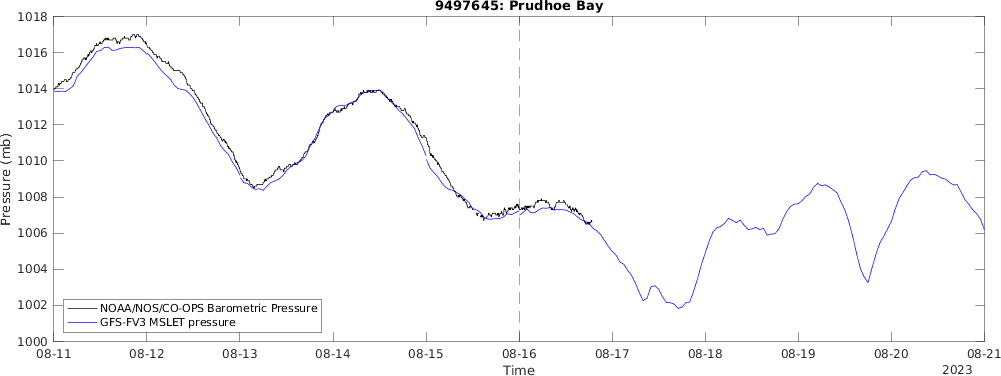 9497645: Prudhoe Bay
Pressure (mb)
1018
1016
1014
1012
1010
1008
1006
1004
1002
1000
NOAA/NOS/CO-OPS Barometric Pressure
GFS-FV3 MSLET pressure
08-11 08-12 08-13 08-14 08-15 08-16 08-17 08-18 08-19 08-20 08-21
Time
2023